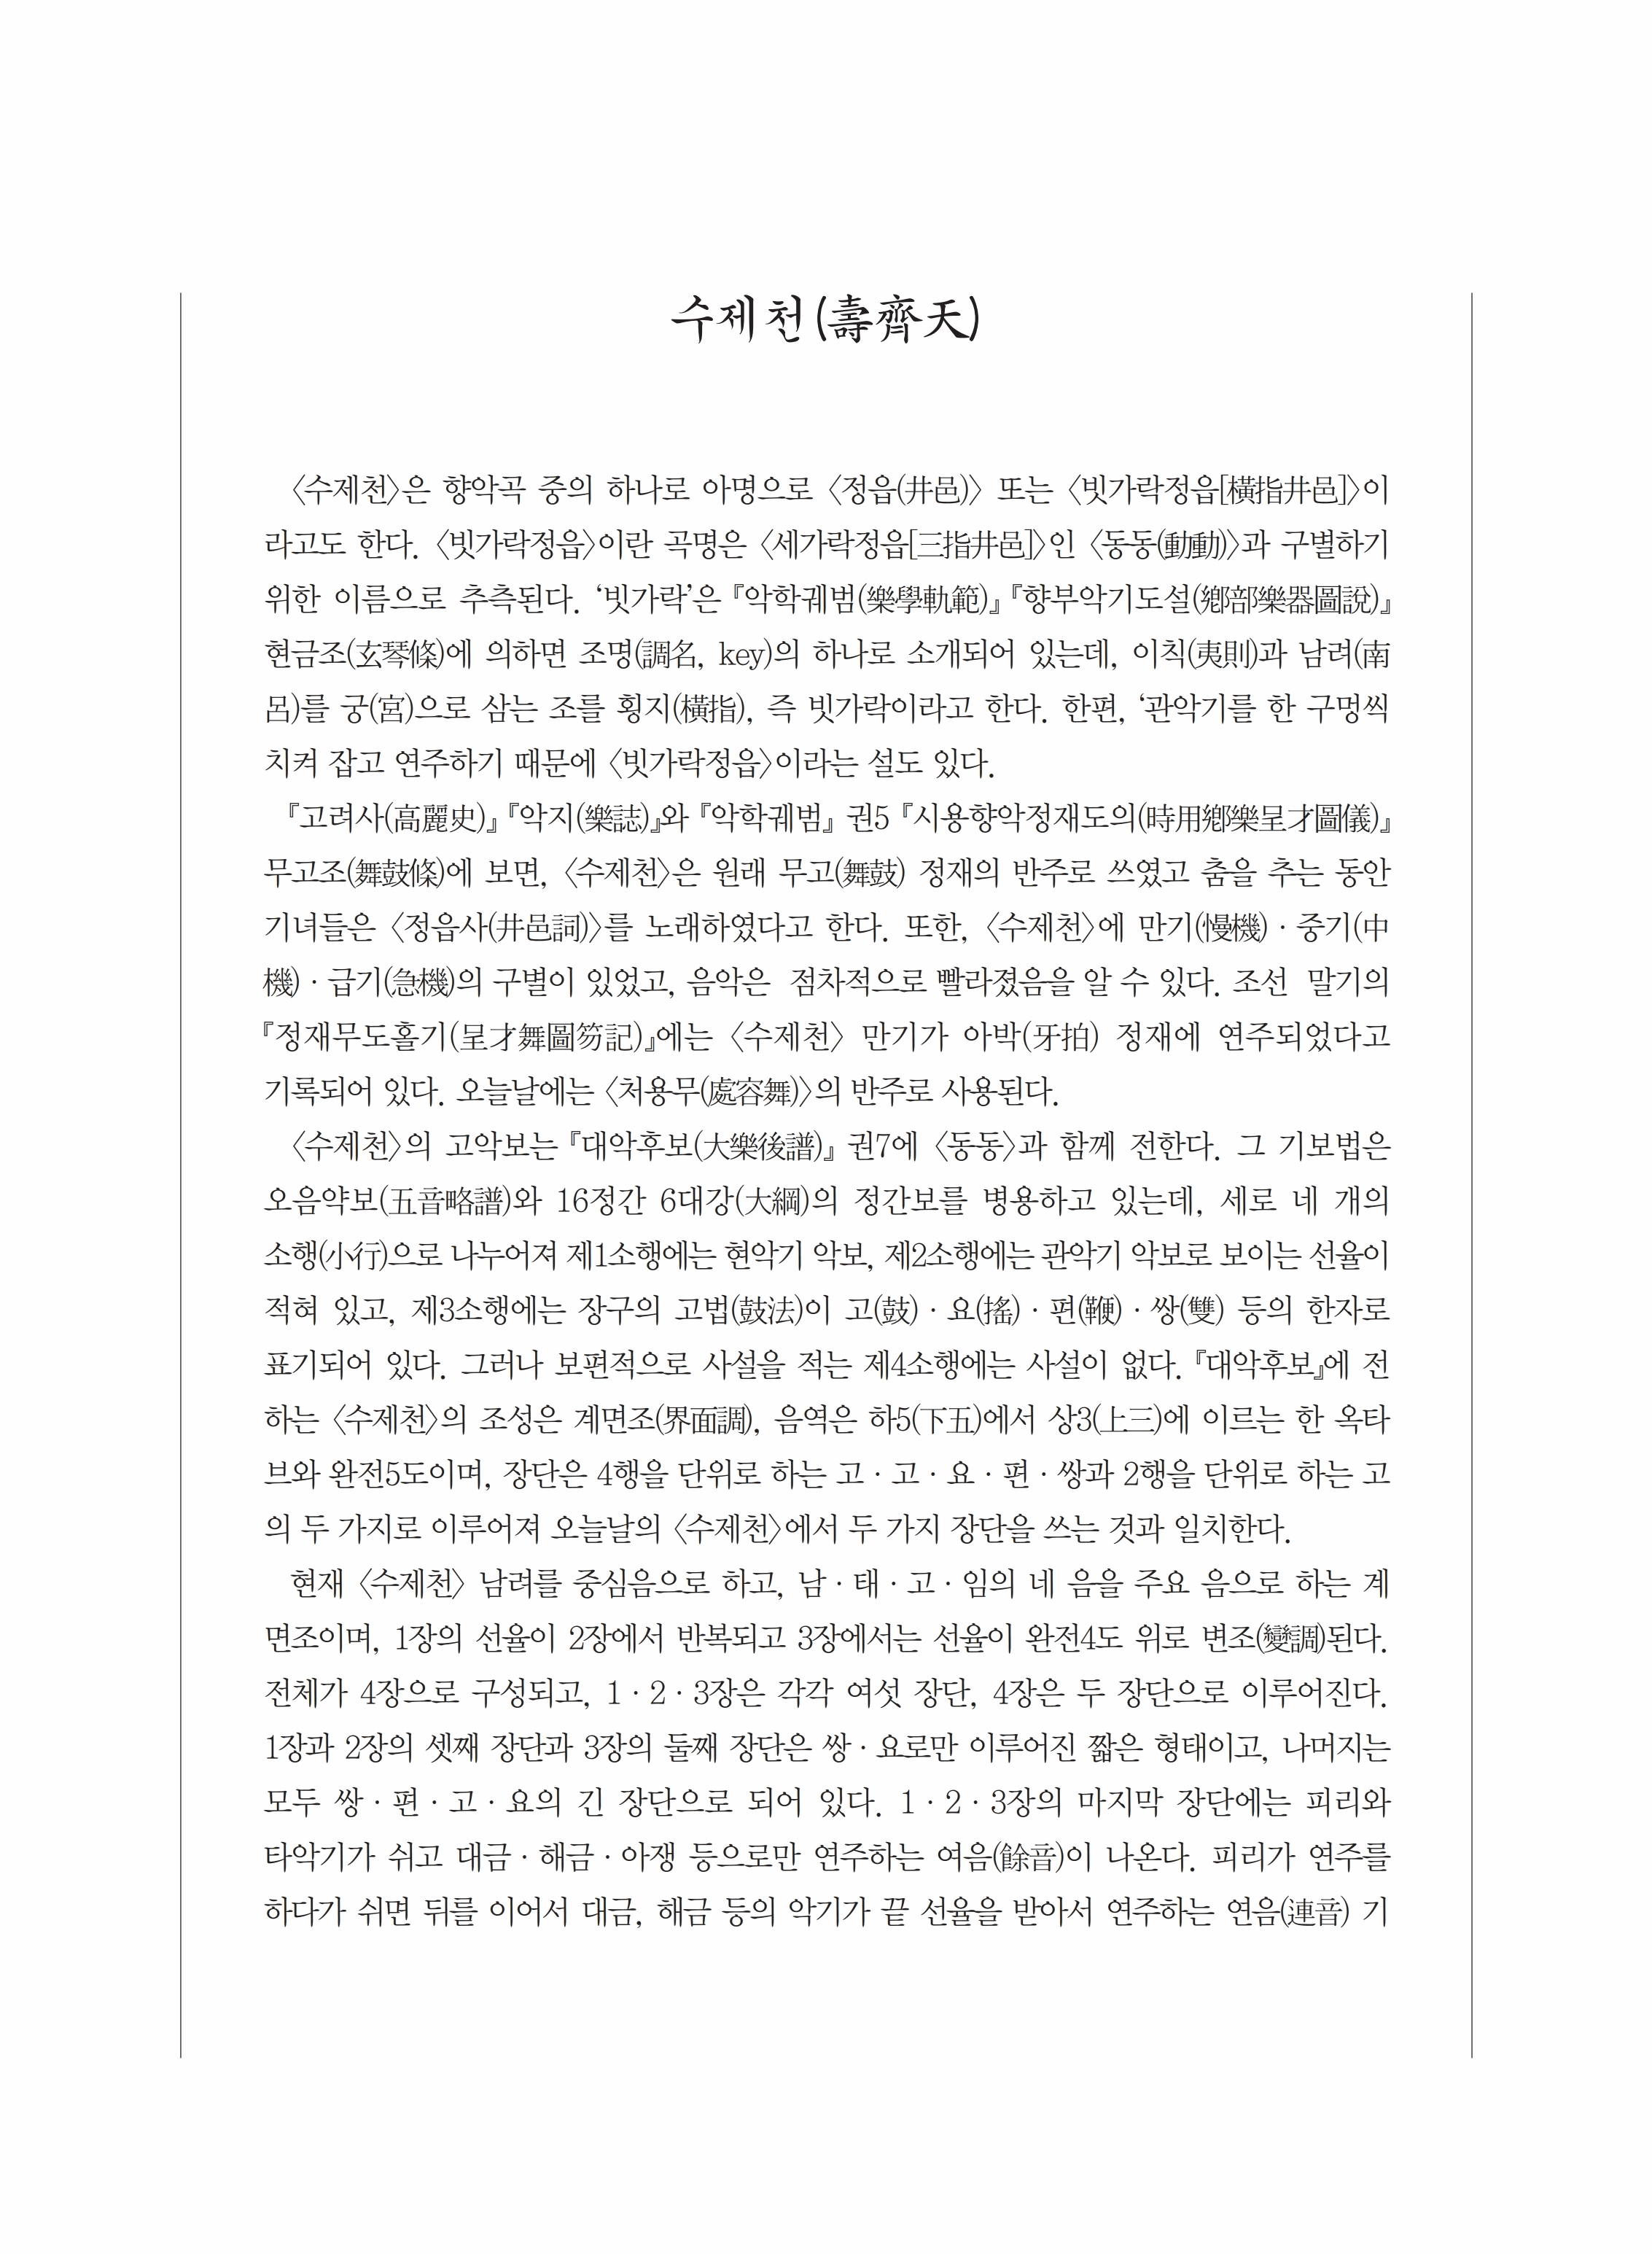 수제천(壽齊天)
〈수제천〉은 향악곡 중의 하나로 아명으로 〈정읍(井邑)〉 또는 〈빗가락정읍[橫指井邑]〉이
라고도 한다. 〈빗가락정읍〉이란 곡명은 〈세가락정읍[三指井邑]〉인 〈동동(動動)〉과 구별하기
위한 이름으로 추측된다. ‘빗가락’은 『악학궤범(樂學軌範)』 『향부악기도설(鄕部樂器圖說)』
현금조(玄琴條)에 의하면 조명(調名, key)의 하나로 소개되어 있는데, 이칙(夷則)과 남려(南
呂)를 궁(宮)으로 삼는 조를 횡지(橫指), 즉 빗가락이라고 한다. 한편, ‘관악기를 한 구멍씩
치켜 잡고 연주하기 때문에 〈빗가락정읍〉이라는 설도 있다.
『고려사(高麗史)』 『악지(樂誌)』와 『악학궤범』 권5 『시용향악정재도의(時用鄕樂呈才圖儀)』
무고조(舞鼓條)에 보면, 〈수제천〉은 원래 무고(舞鼓) 정재의 반주로 쓰였고 춤을 추는 동안
기녀들은 〈정읍사(井邑詞)〉를 노래하였다고 한다. 또한, 〈수제천〉에 만기(慢機)·중기(中
機)·급기(急機)의 구별이 있었고, 음악은 점차적으로 빨라졌음을 알 수 있다. 조선 말기의
『정재무도홀기(呈才舞圖笏記)』에는 〈수제천〉 만기가 아박(牙拍) 정재에 연주되었다고
기록되어 있다. 오늘날에는 〈처용무(處容舞)〉의 반주로 사용된다.
〈수제천〉의 고악보는 『대악후보(大樂後譜)』 권7에 〈동동〉과 함께 전한다. 그 기보법은
오음약보(五音略譜)와 16정간 6대강(大綱)의 정간보를 병용하고 있는데, 세로 네 개의
소행(小行)으로 나누어져 제1소행에는 현악기 악보, 제2소행에는 관악기 악보로 보이는 선율이
적혀 있고, 제3소행에는 장구의 고법(鼓法)이 고(鼓)·요(搖)·편(鞭)·쌍(雙) 등의 한자로
표기되어 있다. 그러나 보편적으로 사설을 적는 제4소행에는 사설이 없다. 『대악후보』에 전
하는 〈수제천〉의 조성은 계면조(界面調), 음역은 하5(下五)에서 상3(上三)에 이르는 한 옥타
브와 완전5도이며, 장단은 4행을 단위로 하는 고·고·요·편·쌍과 2행을 단위로 하는 고
의 두 가지로 이루어져 오늘날의 〈수제천〉에서 두 가지 장단을 쓰는 것과 일치한다.
현재 〈수제천〉 남려를 중심음으로 하고, 남·태·고·임의 네 음을 주요 음으로 하는 계
면조이며, 1장의 선율이 2장에서 반복되고 3장에서는 선율이 완전4도 위로 변조(變調)된다.
전체가 4장으로 구성되고, 1·2·3장은 각각 여섯 장단, 4장은 두 장단으로 이루어진다.
1장과 2장의 셋째 장단과 3장의 둘째 장단은 쌍·요로만 이루어진 짧은 형태이고, 나머지는
모두 쌍·편·고·요의 긴 장단으로 되어 있다. 1·2·3장의 마지막 장단에는 피리와
타악기가 쉬고 대금·해금·아쟁 등으로만 연주하는 여음(餘音)이 나온다. 피리가 연주를
하다가 쉬면 뒤를 이어서 대금, 해금 등의 악기가 끝 선율을 받아서 연주하는 연음(連音) 기